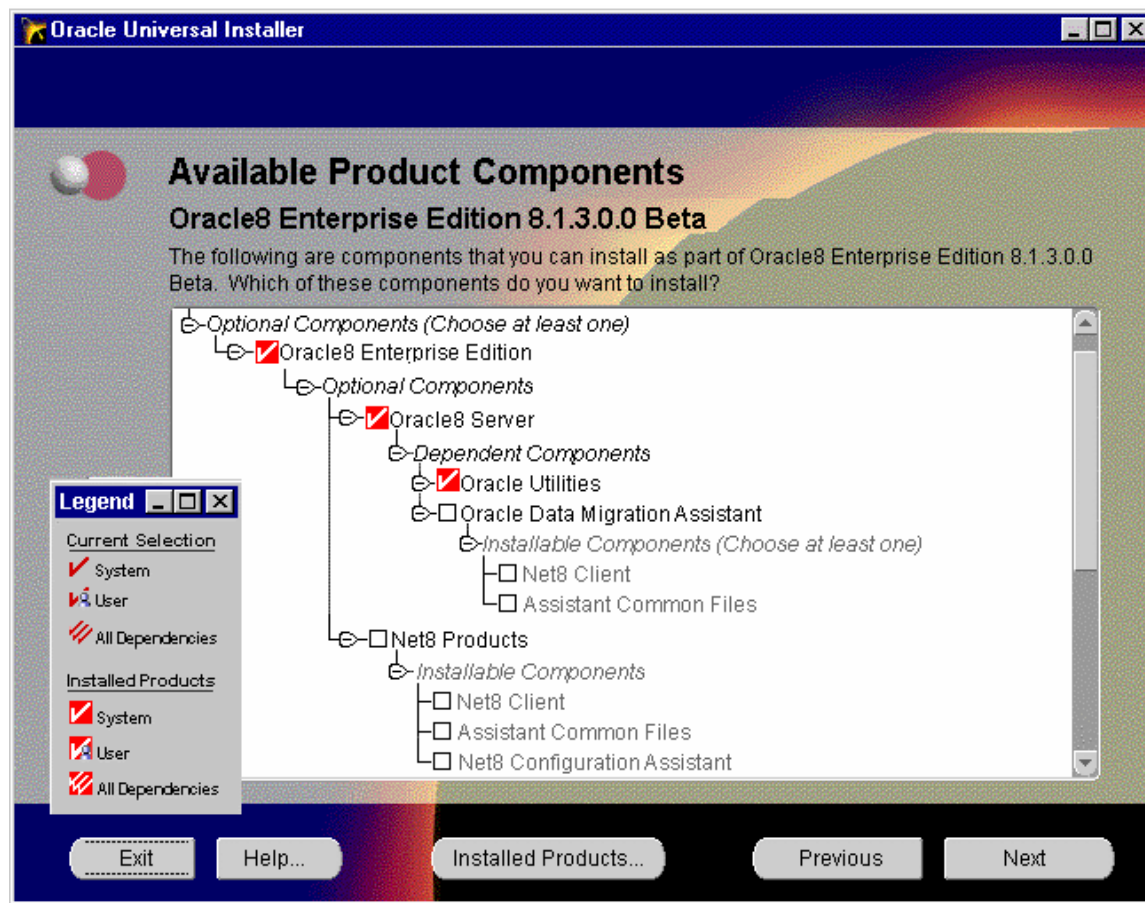 Oracle Universal Installer
Available Product Components
Oracle8 Enterprise Edition 8.1.3.0.0 Beta
The following are components that you can install as part of Oracle8 Enterprise Edition 8.1.3.0.0
Beta. Which of these components do you want to install?
Optional Components (Choose at least one)
Oracle8 Enterprise Edition
Optional Components
Oracle8 Server
Dependent Components
Oracle Utilities
Oracle Data Migration Assistant
Installable Components (Choose at least one)
Net8 Client
Assistant Common Files
Net8 Products
Installable Components
Net8 Client
Assistant Common Files
Net8 Configuration Assistant
Legend
Current Selection
System
User
All Dependencies
Installed Products
System
User
All Dependencies
Exit
Help...
Installed Products...
Previous
Next